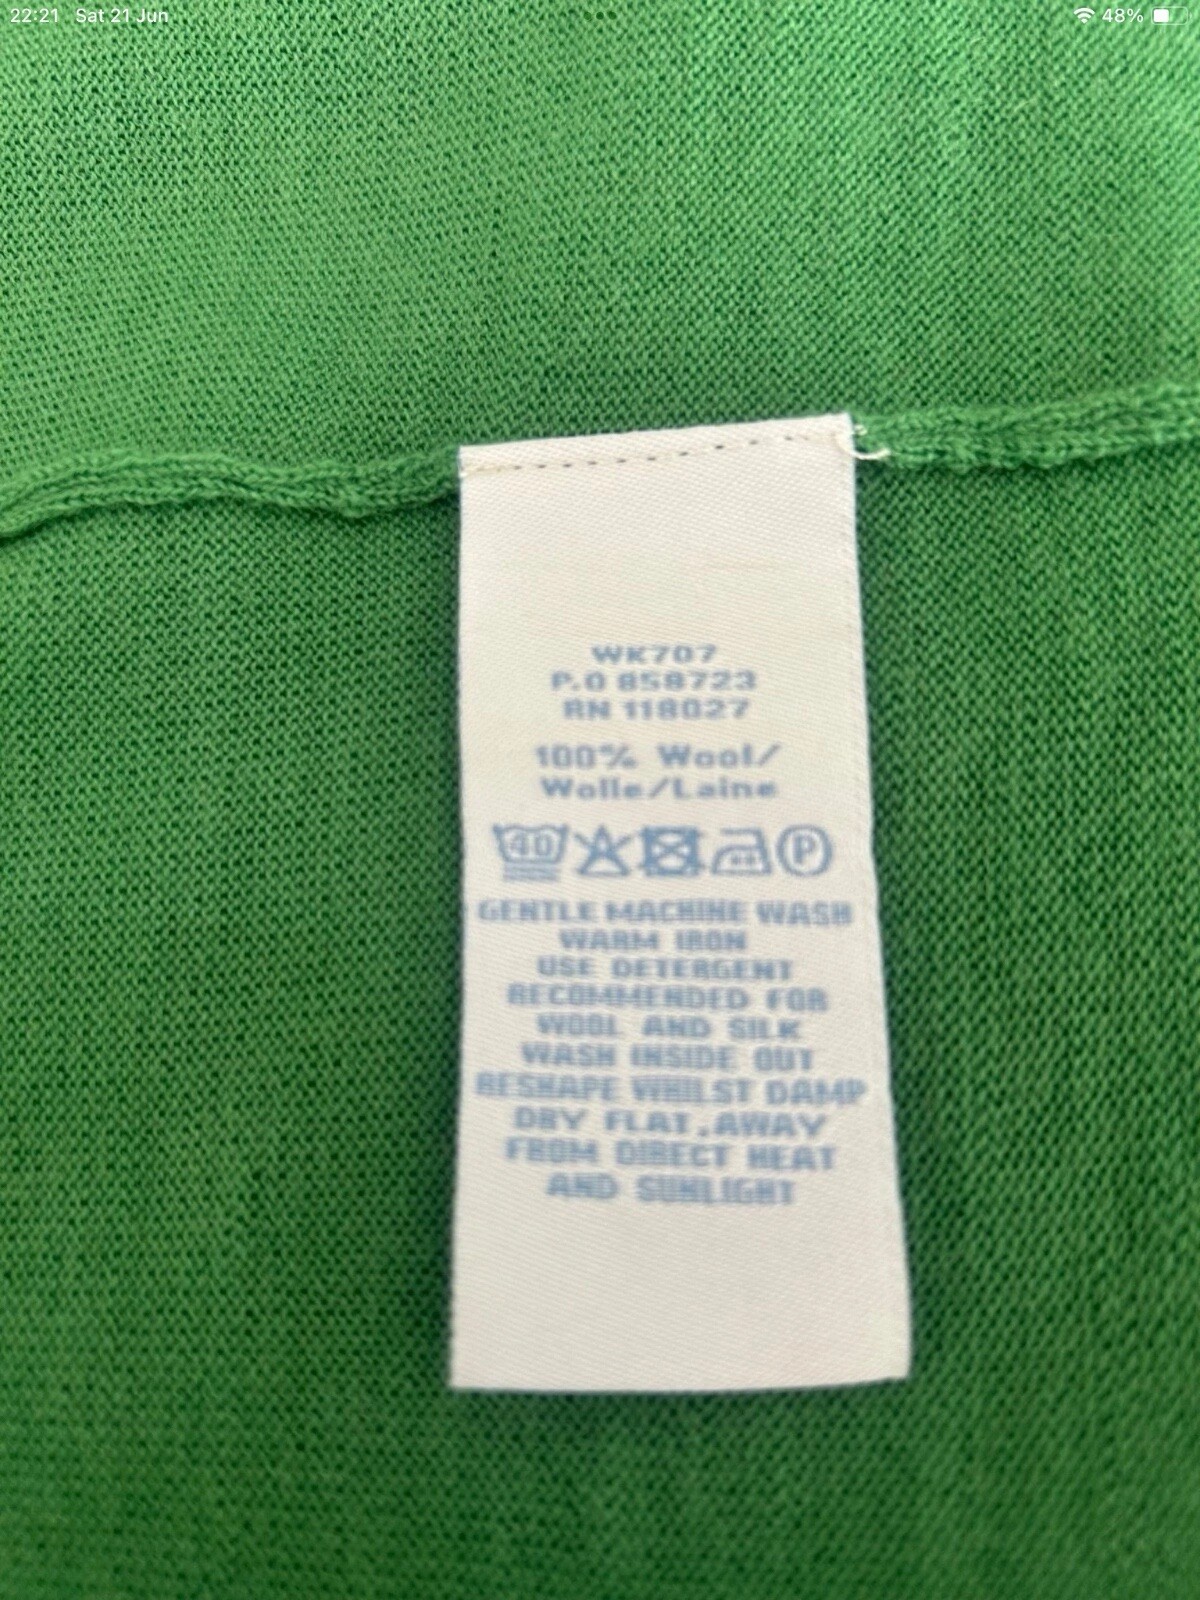 22:21 Sat 21 Jun 48%
WK707
P.O 858723
RN 118027
100% Wool/
Wolle/Laine
40 P
GENTLE MACHINE WASH
WARM IRON
USE DETERGENT
RECOMMENDED FOR
WOOL AND SILK
WASH INSIDE OUT
RESHAPE WHILST DAMP
DRY FLAT.AWAY
FROM DIRECT HEAT
AND SUNLIGHT